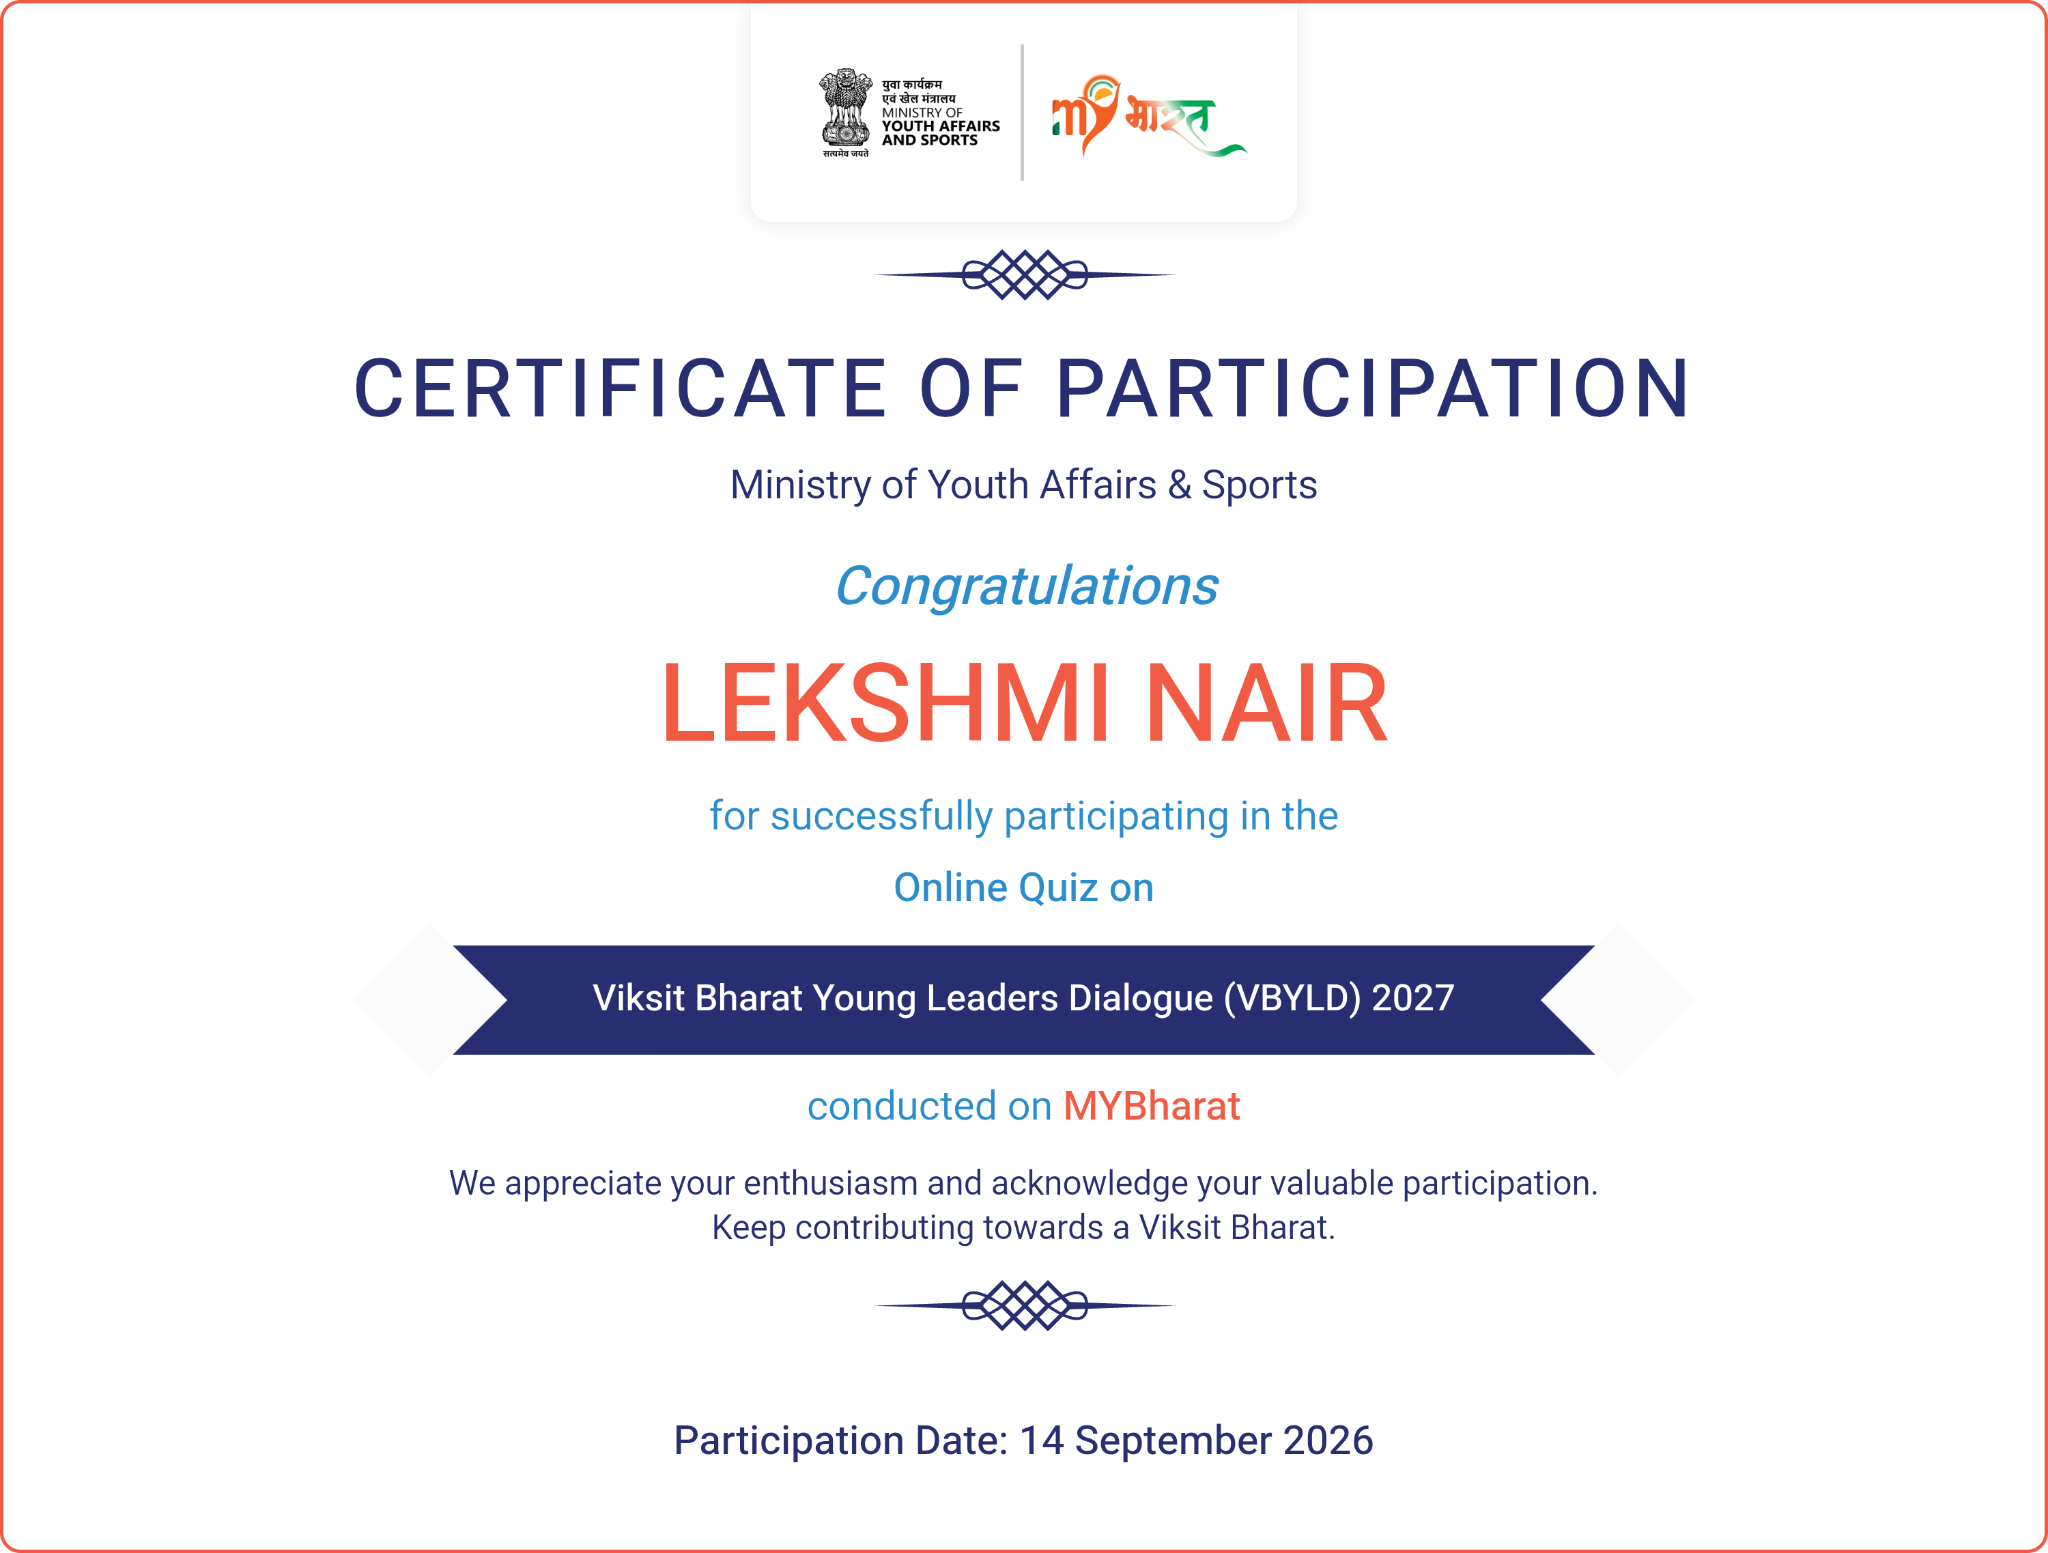 युवा कार्यक्रम
एवं खेल मंत्रालय
MINISTRY OF
YOUTH AFFAIRS
AND SPORTS
सत्यमेव जयते
my भारत
CERTIFICATE OF PARTICIPATION
Ministry of Youth Affairs & Sports
Congratulations
LEKSHMI NAIR
for successfully participating in the
Online Quiz on
Viksit Bharat Young Leaders Dialogue (VBYLD) 2027
conducted on MYBharat
We appreciate your enthusiasm and acknowledge your valuable participation.
Keep contributing towards a Viksit Bharat.
Participation Date: 14 September 2026